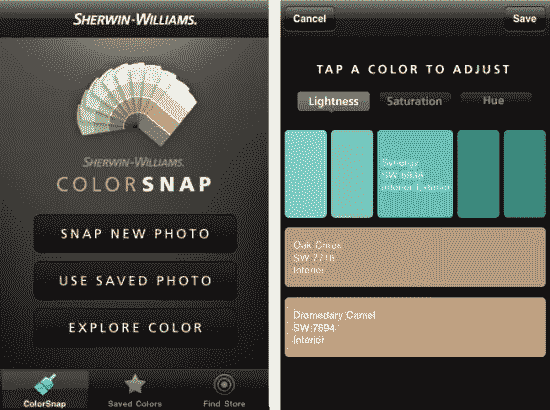 SHERWIN-WILLIAMS.
SHERWIN-WILLIAMS.
COLORSNAP
SNAP NEW PHOTO
USE SAVED PHOTO
EXPLORE COLOR
ColorSnap
Saved Colors
Find Store
Cancel
Save
TAP A COLOR TO ADJUST
Lightness
Saturation
Hue
Synergy
SW
Interior/Exterior
Oak Creek
SW 7718
Interior
Dromedary Camel
SW 7694
Interior